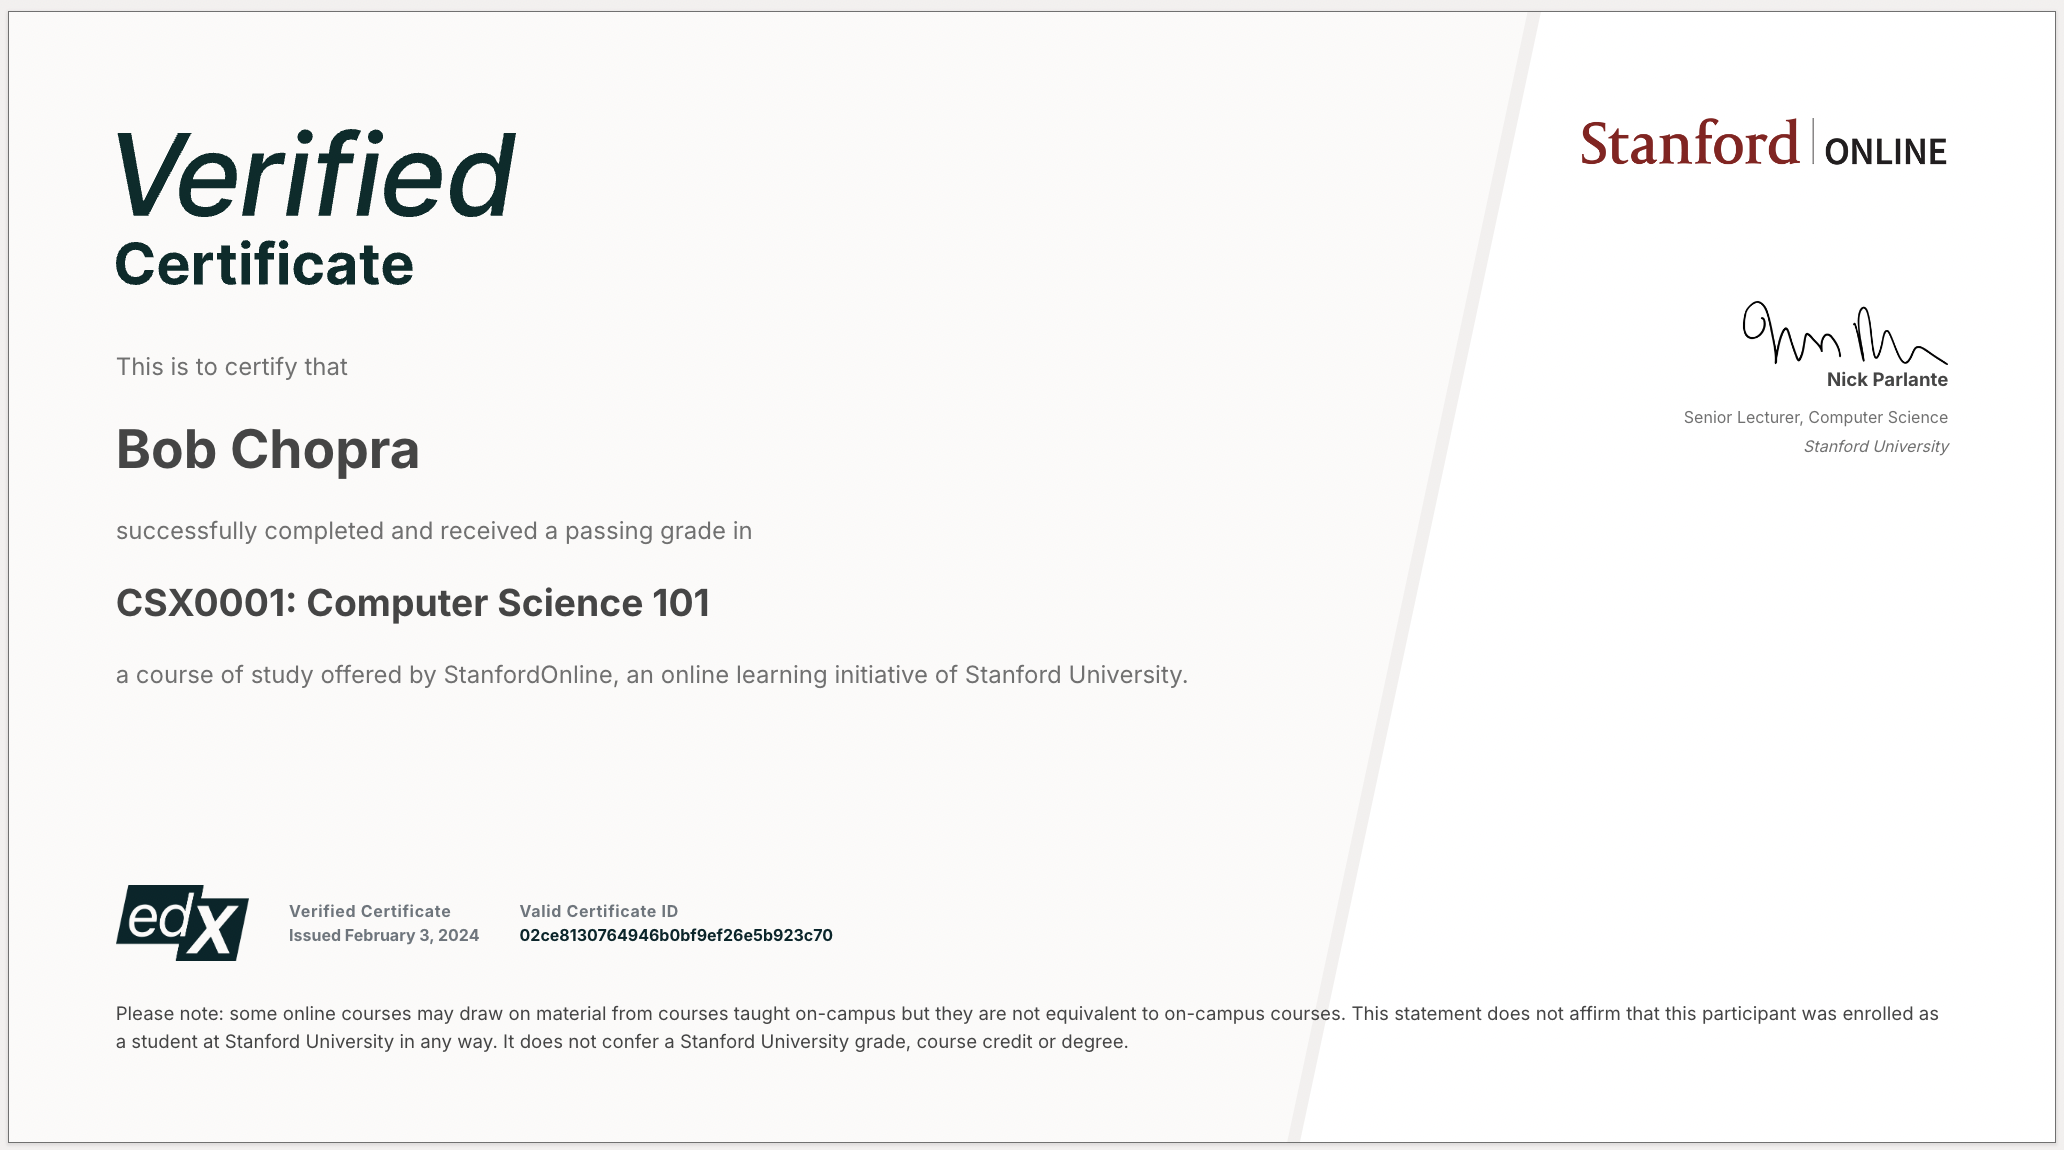 Verified
Certificate
This is to certify that
Bob Chopra
successfully completed and received a passing grade in
CSX0001: Computer Science 101
a course of study offered by StanfordOnline, an online learning initiative of Stanford University.
Stanford | ONLINE
Nick Parlante
Senior Lecturer, Computer Science
Stanford University
edX
Verified Certificate
Issued February 3, 2024
Valid Certificate ID
02ce8130764946b0bf9ef26e5b923c70
Please note: some online courses may draw on material from courses taught on-campus but they are not equivalent to on-campus courses. This statement does not affirm that this participant was enrolled as
a student at Stanford University in any way. It does not confer a Stanford University grade, course credit or degree.